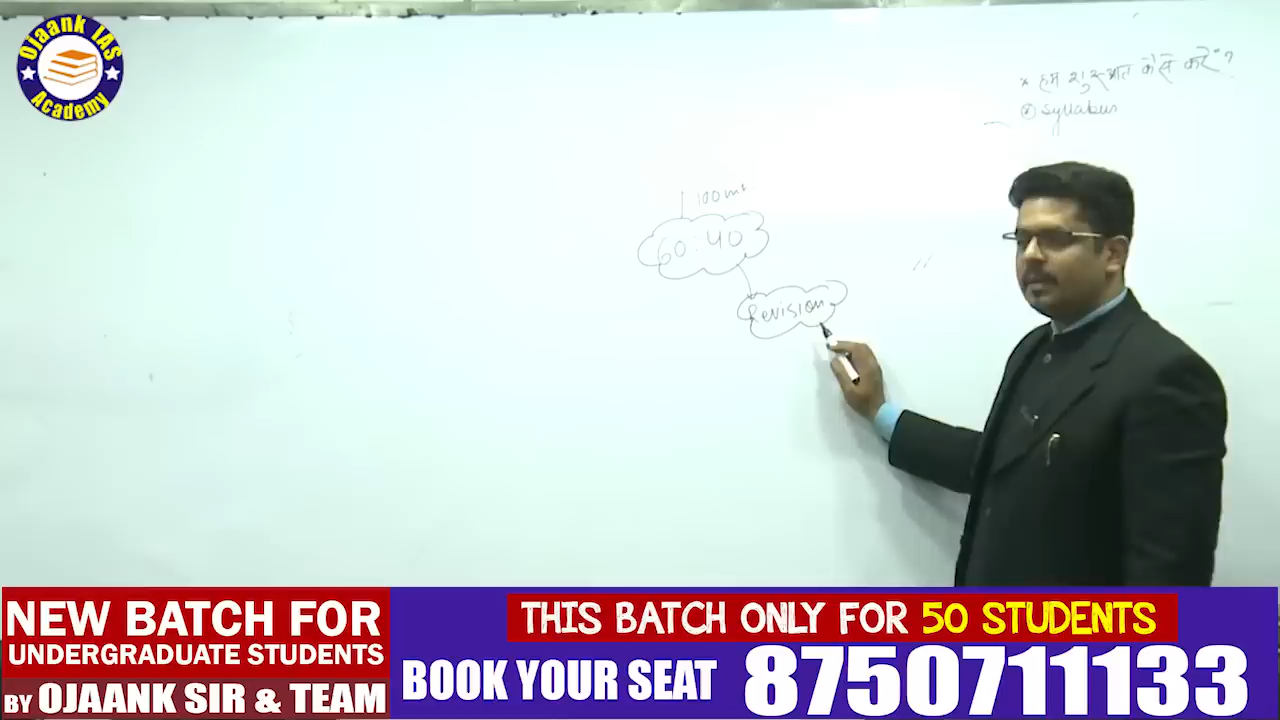 Ojaank IAS
Academy
* हम शुरुआत कैसे करें ?
* Syllabus
100 ms
60:40
Revision
NEW BATCH FOR
UNDERGRADUATE STUDENTS
BY OJAANK SIR & TEAM
THIS BATCH ONLY FOR 50 STUDENTS
BOOK YOUR SEAT 8750711133